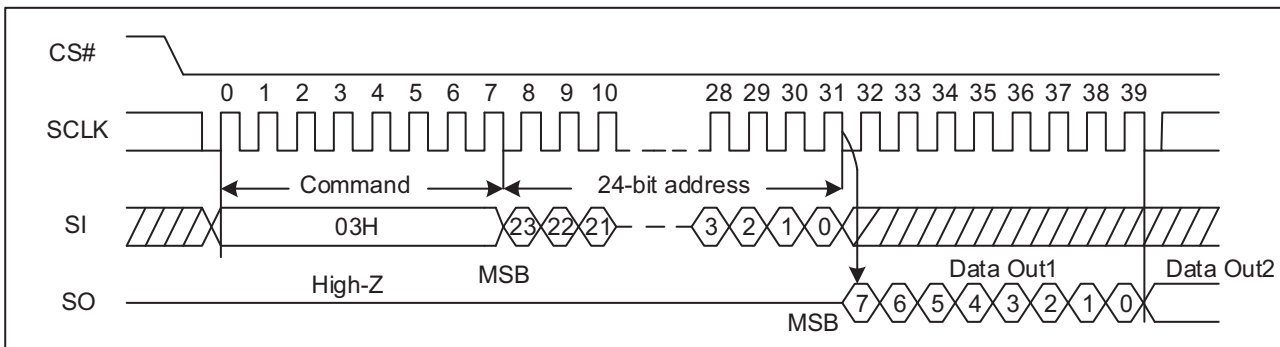 CS#
0 1 2 3 4 5 6 7 8 9 10 28 29 30 31 32 33 34 35 36 37 38 39
SCLK
Command 24-bit address
SI 03H 23 22 21 3 2 1 0
High-Z MSB Data Out1 Data Out2
SO 7 6 5 4 3 2 1 0
MSB